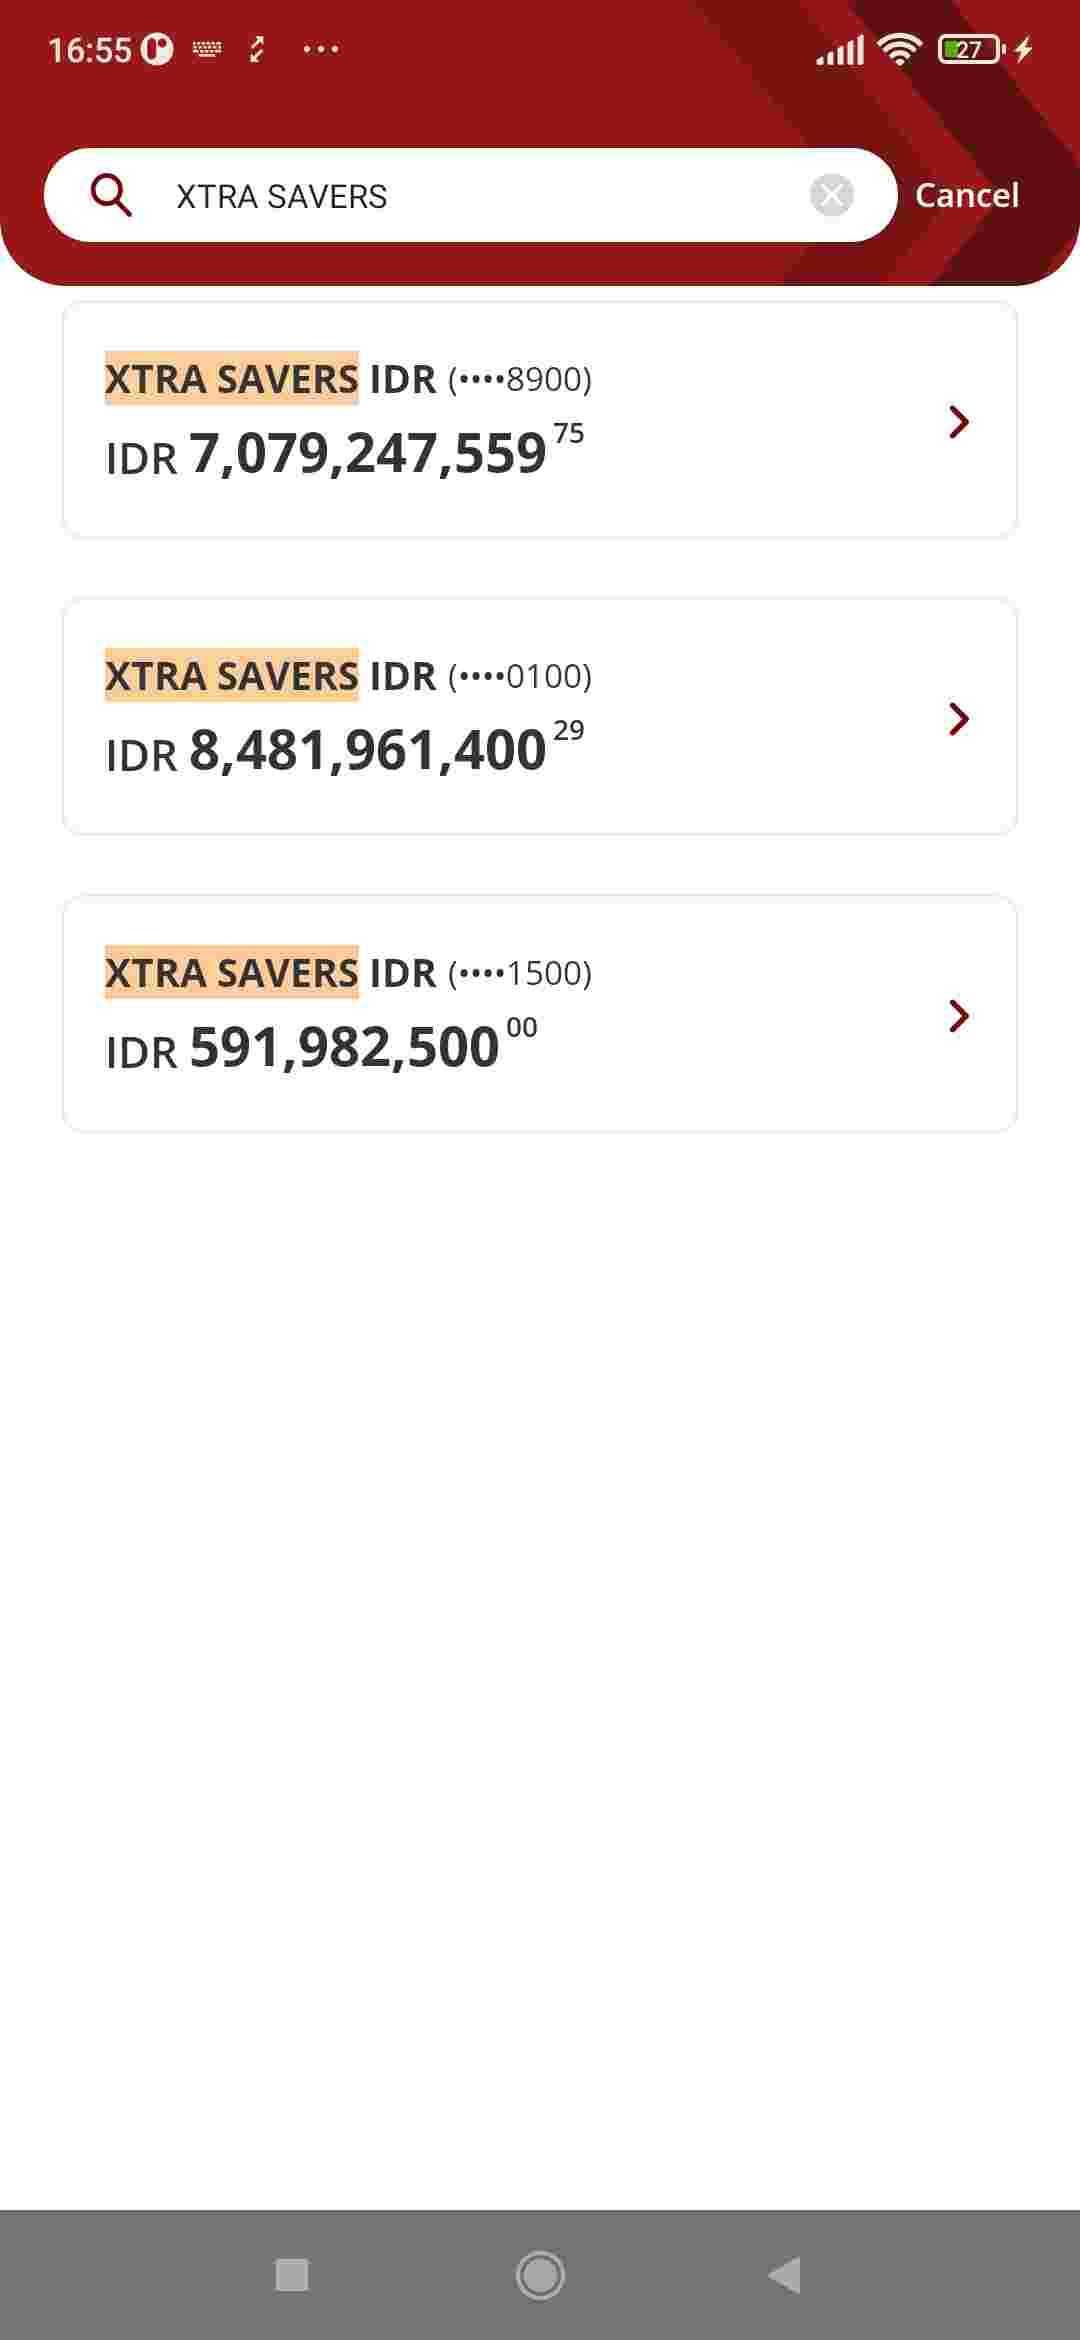 16:55
27
XTRA SAVERS
Cancel
XTRA SAVERS IDR (••••8900)
IDR 7,079,247,559 75
XTRA SAVERS IDR (••••0100)
IDR 8,481,961,400 29
XTRA SAVERS IDR (••••1500)
IDR 591,982,500 00